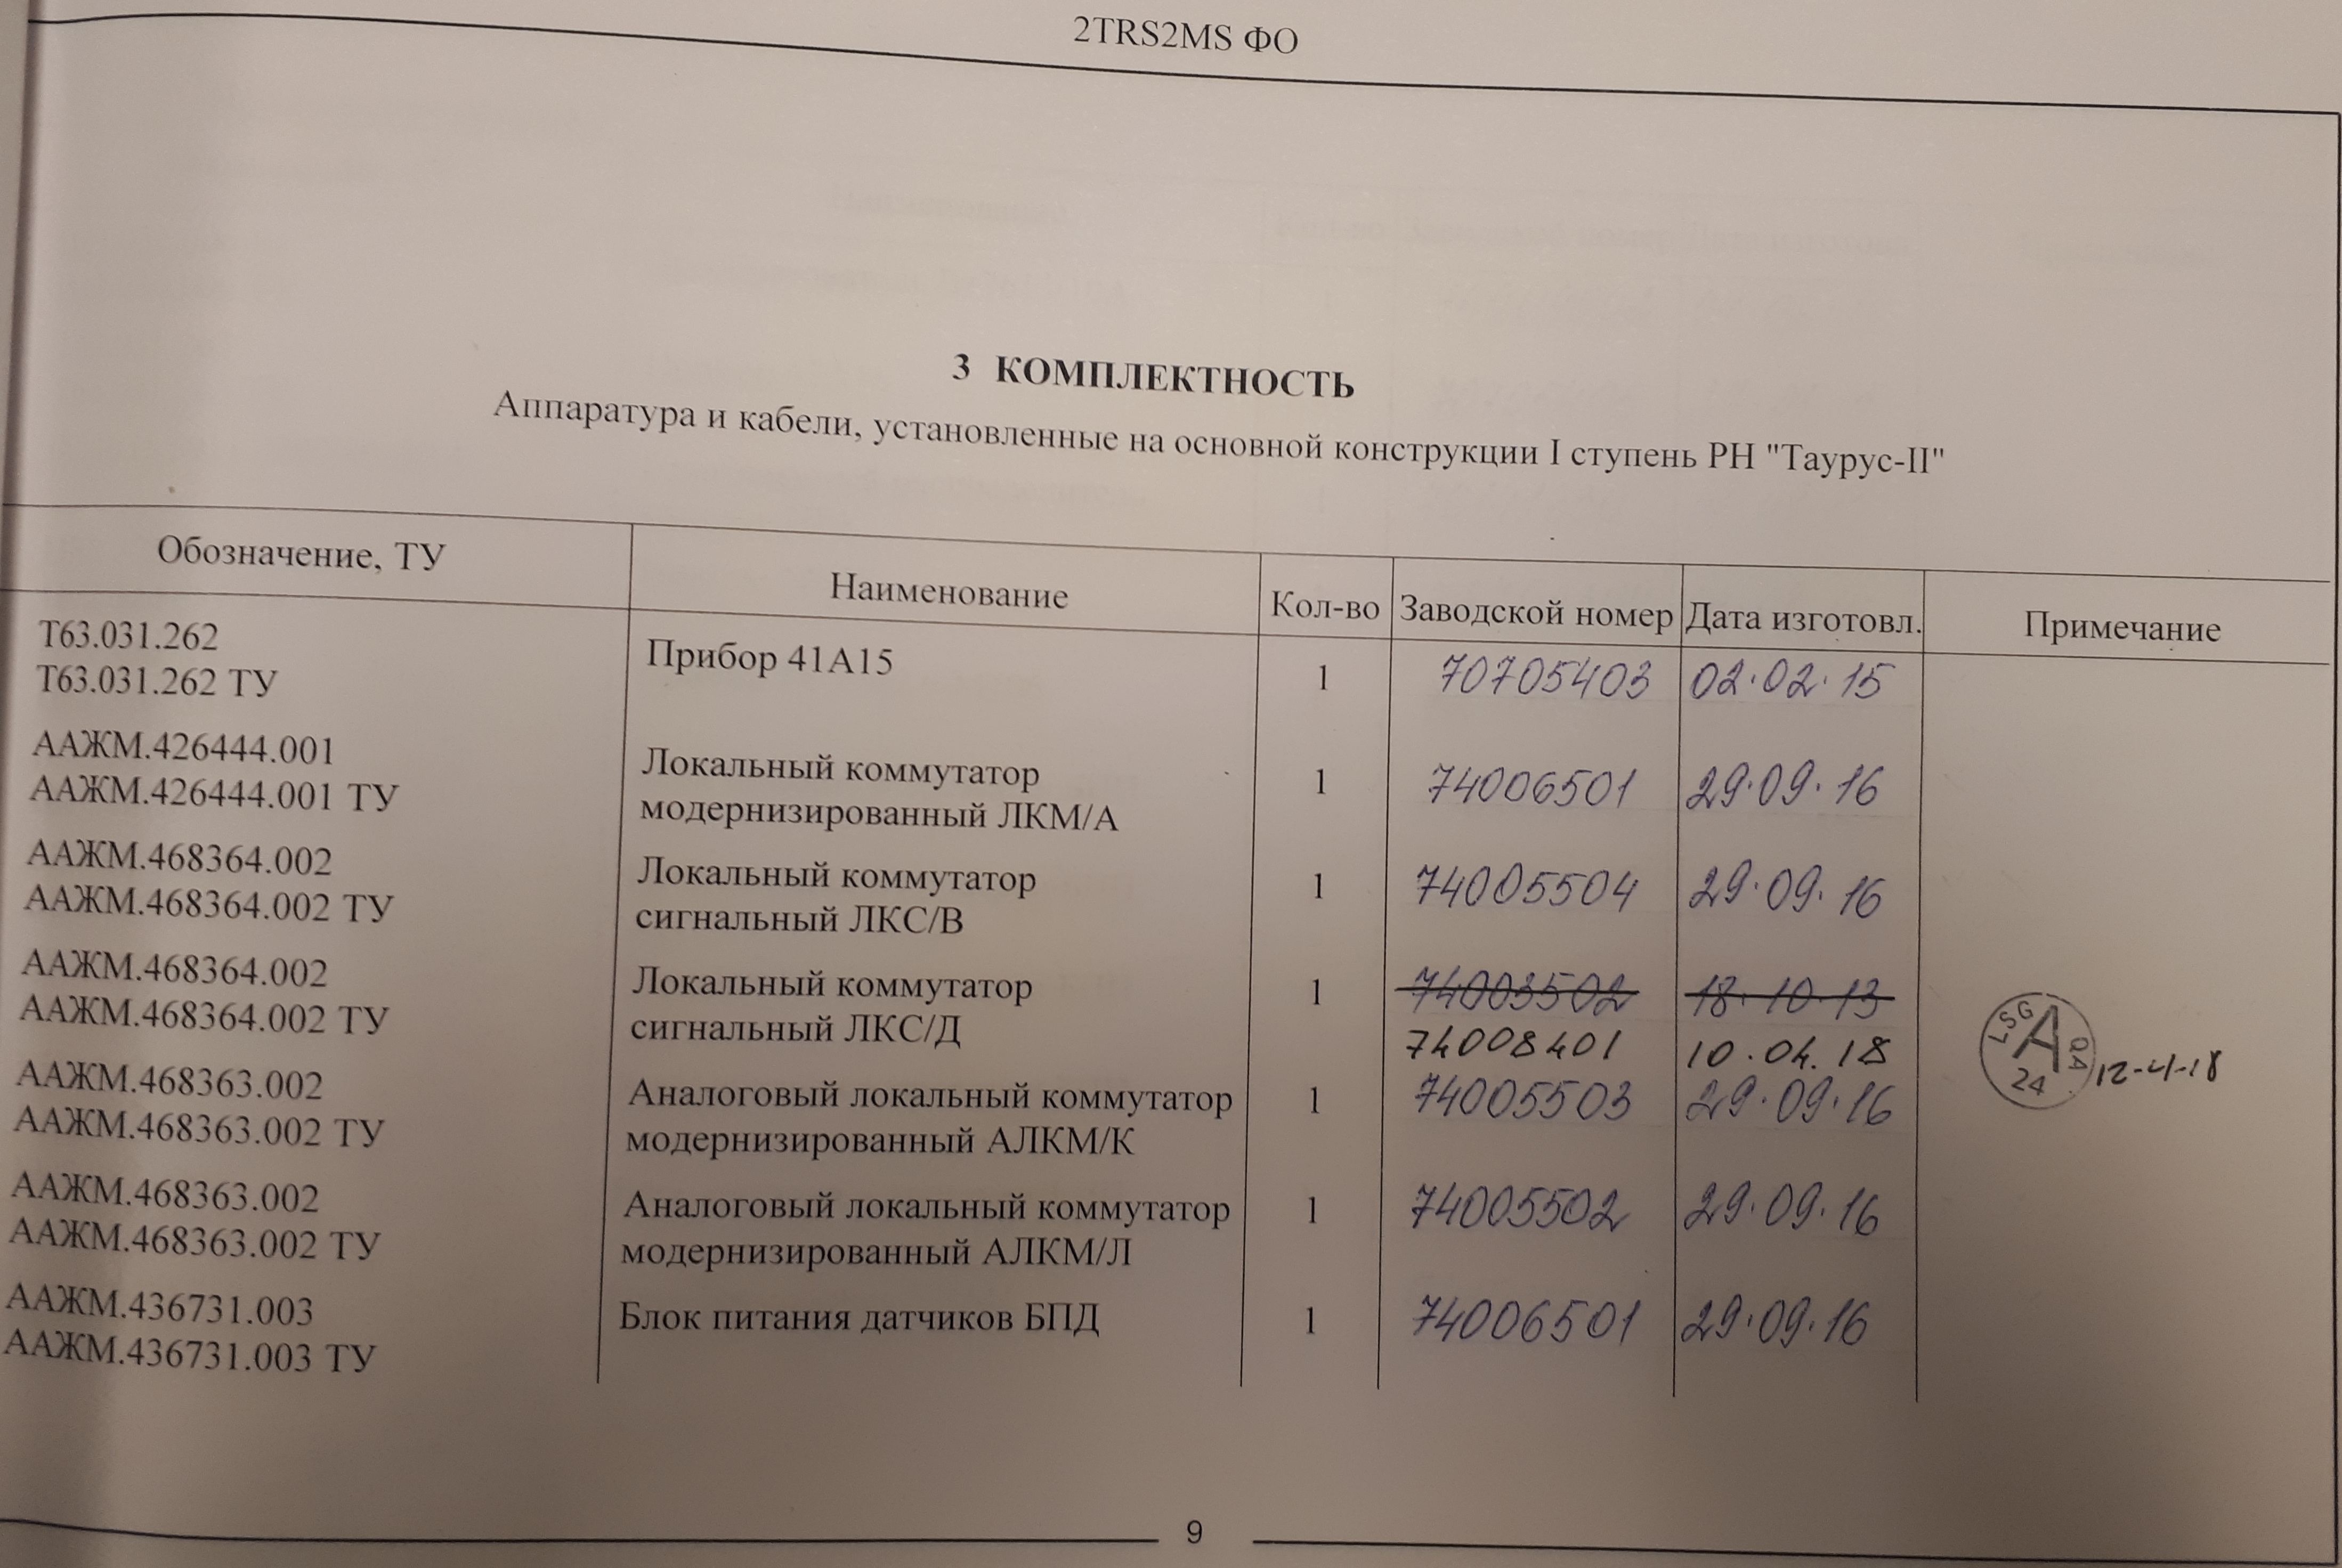 2TRS2MS ФО
3 КОМПЛЕКТНОСТЬ
Аппаратура и кабели, установленные на основной конструкции I ступень РН "Таурус-II"
Обозначение, ТУ Наименование Кол-во Заводской номер Дата изготовл. Примечание
Т63.031.262 Прибор 41А15 1 70705403 02.02.15
Т63.031.262 ТУ
ААЖМ.426444.001 Локальный коммутатор 1 74006501 29.09.16
ААЖМ.426444.001 ТУ модернизированный ЛКМ/А
ААЖМ.468364.002 Локальный коммутатор 1 74005504 29.09.16
ААЖМ.468364.002 ТУ сигнальный ЛКС/В
ААЖМ.468364.002 Локальный коммутатор 1 74003502 18.10.13
ААЖМ.468364.002 ТУ сигнальный ЛКС/Д 74008401 10.04.18 LSG A 24 QA 12-4-18
ААЖМ.468363.002 Аналоговый локальный коммутатор 1 74005503 29.09.16
ААЖМ.468363.002 ТУ модернизированный АЛКМ/К
ААЖМ.468363.002 Аналоговый локальный коммутатор 1 74005502 29.09.16
ААЖМ.468363.002 ТУ модернизированный АЛКМ/Л
ААЖМ.436731.003 Блок питания датчиков БПД 1 74006501 29.09.16
ААЖМ.436731.003 ТУ
9